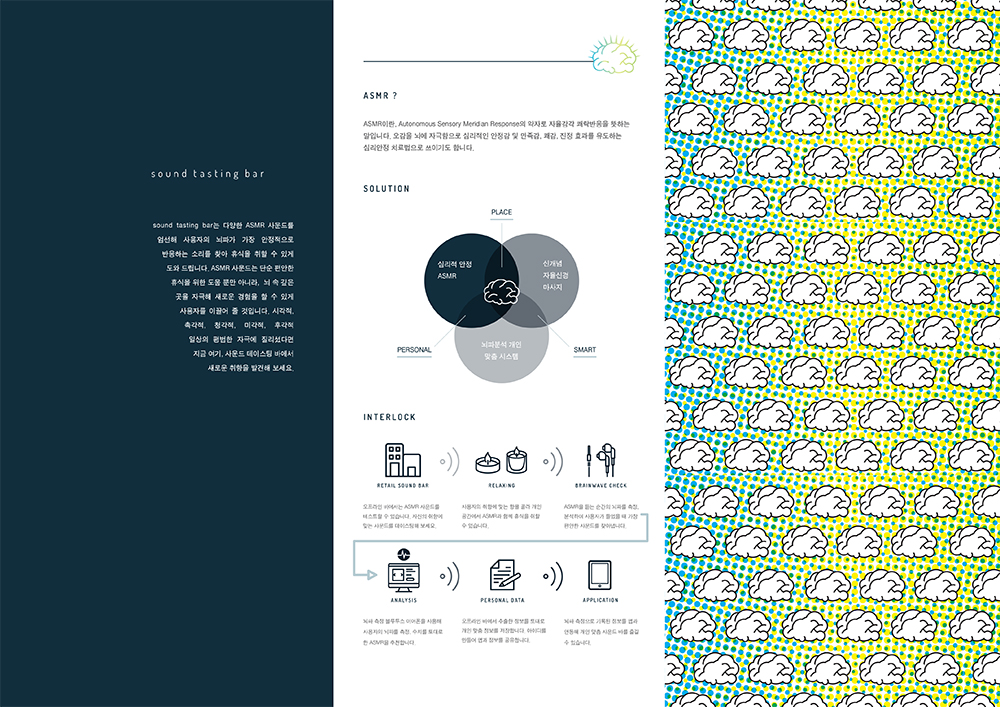 sound tasting bar
sound tasting bar는 다양한 ASMR 사운드를
엄선해 사용자의 뇌파가 가장 안정적으로
반응하는 소리를 찾아 휴식을 취할 수 있게
도와 드립니다. ASMR 사운드는 단순 편안한
휴식을 위한 도움 뿐만 아니라, 뇌 속 깊은
곳을 자극해 새로운 경험을 할 수 있게
사용자를 이끌어 줄 것입니다. 시각적,
촉각적, 청각적, 미각적, 후각적
일상의 평범한 자극에 질리셨다면
지금 여기, 사운드 테이스팅 바에서
새로운 취향을 발견해 보세요.
ASMR ?
ASMR이란, Autonomous Sensory Meridian Response의 약자로 자율감각 쾌락반응을 뜻하는
말입니다. 오감을 뇌에 자극함으로 심리적인 안정감 및 만족감, 쾌감, 진정 효과를 유도하는
심리안정 치료법으로 쓰이기도 합니다.
SOLUTION
PLACE
심리적 안정
ASMR
신개념
자율신경
마사지
뇌파분석 개인
맞춤 시스템
PERSONAL
SMART
INTERLOCK
RETAIL SOUND BAR
RELAXING
BRAINWAVE CHECK
오프라인 바에서는 ASMR 사운드를
테스트할 수 있습니다. 자신의 취향에
맞는 사운드를 테이스팅해 보세요.
사용자의 취향에 맞는 향을 골라 개인
공간에서 ASMR과 함께 휴식을 취할
수 있습니다.
ASMR을 듣는 순간의 뇌파를 측정,
분석하여 사용자가 들었을 때 가장
편안한 사운드를 찾아냅니다.
ANALYSIS
PERSONAL DATA
APPLICATION
뇌파 측정 블루투스 이어폰을 사용해
사용자의 뇌파를 측정, 수치를 토대로
한 ASMR을 추천합니다.
오프라인 바에서 추출한 정보를 토대로
개인 맞춤 정보를 저장합니다. 아이디를
만들어 앱과 정보를 공유합니다.
뇌파 측정으로 기록된 정보를 앱과
연동해 개인 맞춤 사운드 바를 즐길
수 있습니다.